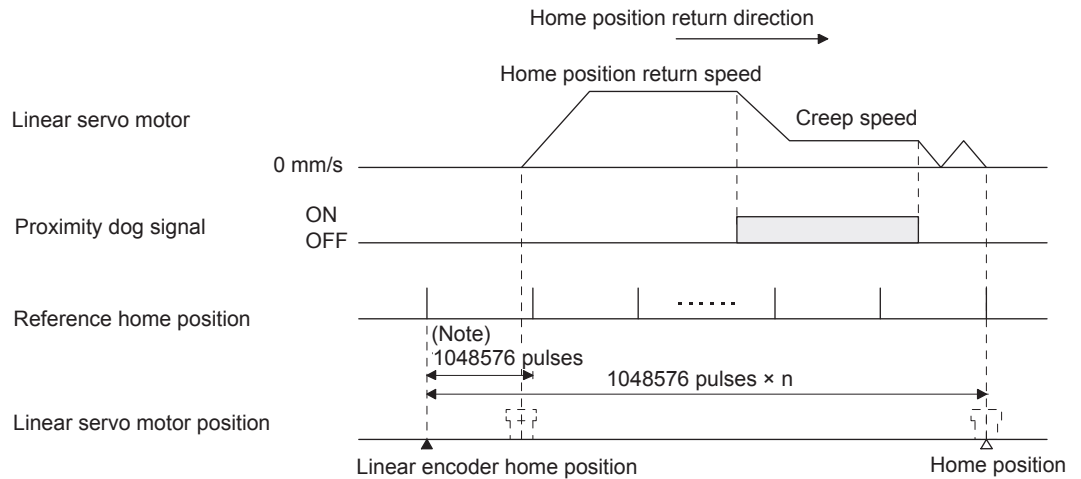 Home position return direction
Home position return speed
Linear servo motor
Creep speed
0 mm/s
Proximity dog signal
ON
OFF
Reference home position
(Note)
1048576 pulses
1048576 pulses × n
Linear servo motor position
Linear encoder home position
Home position